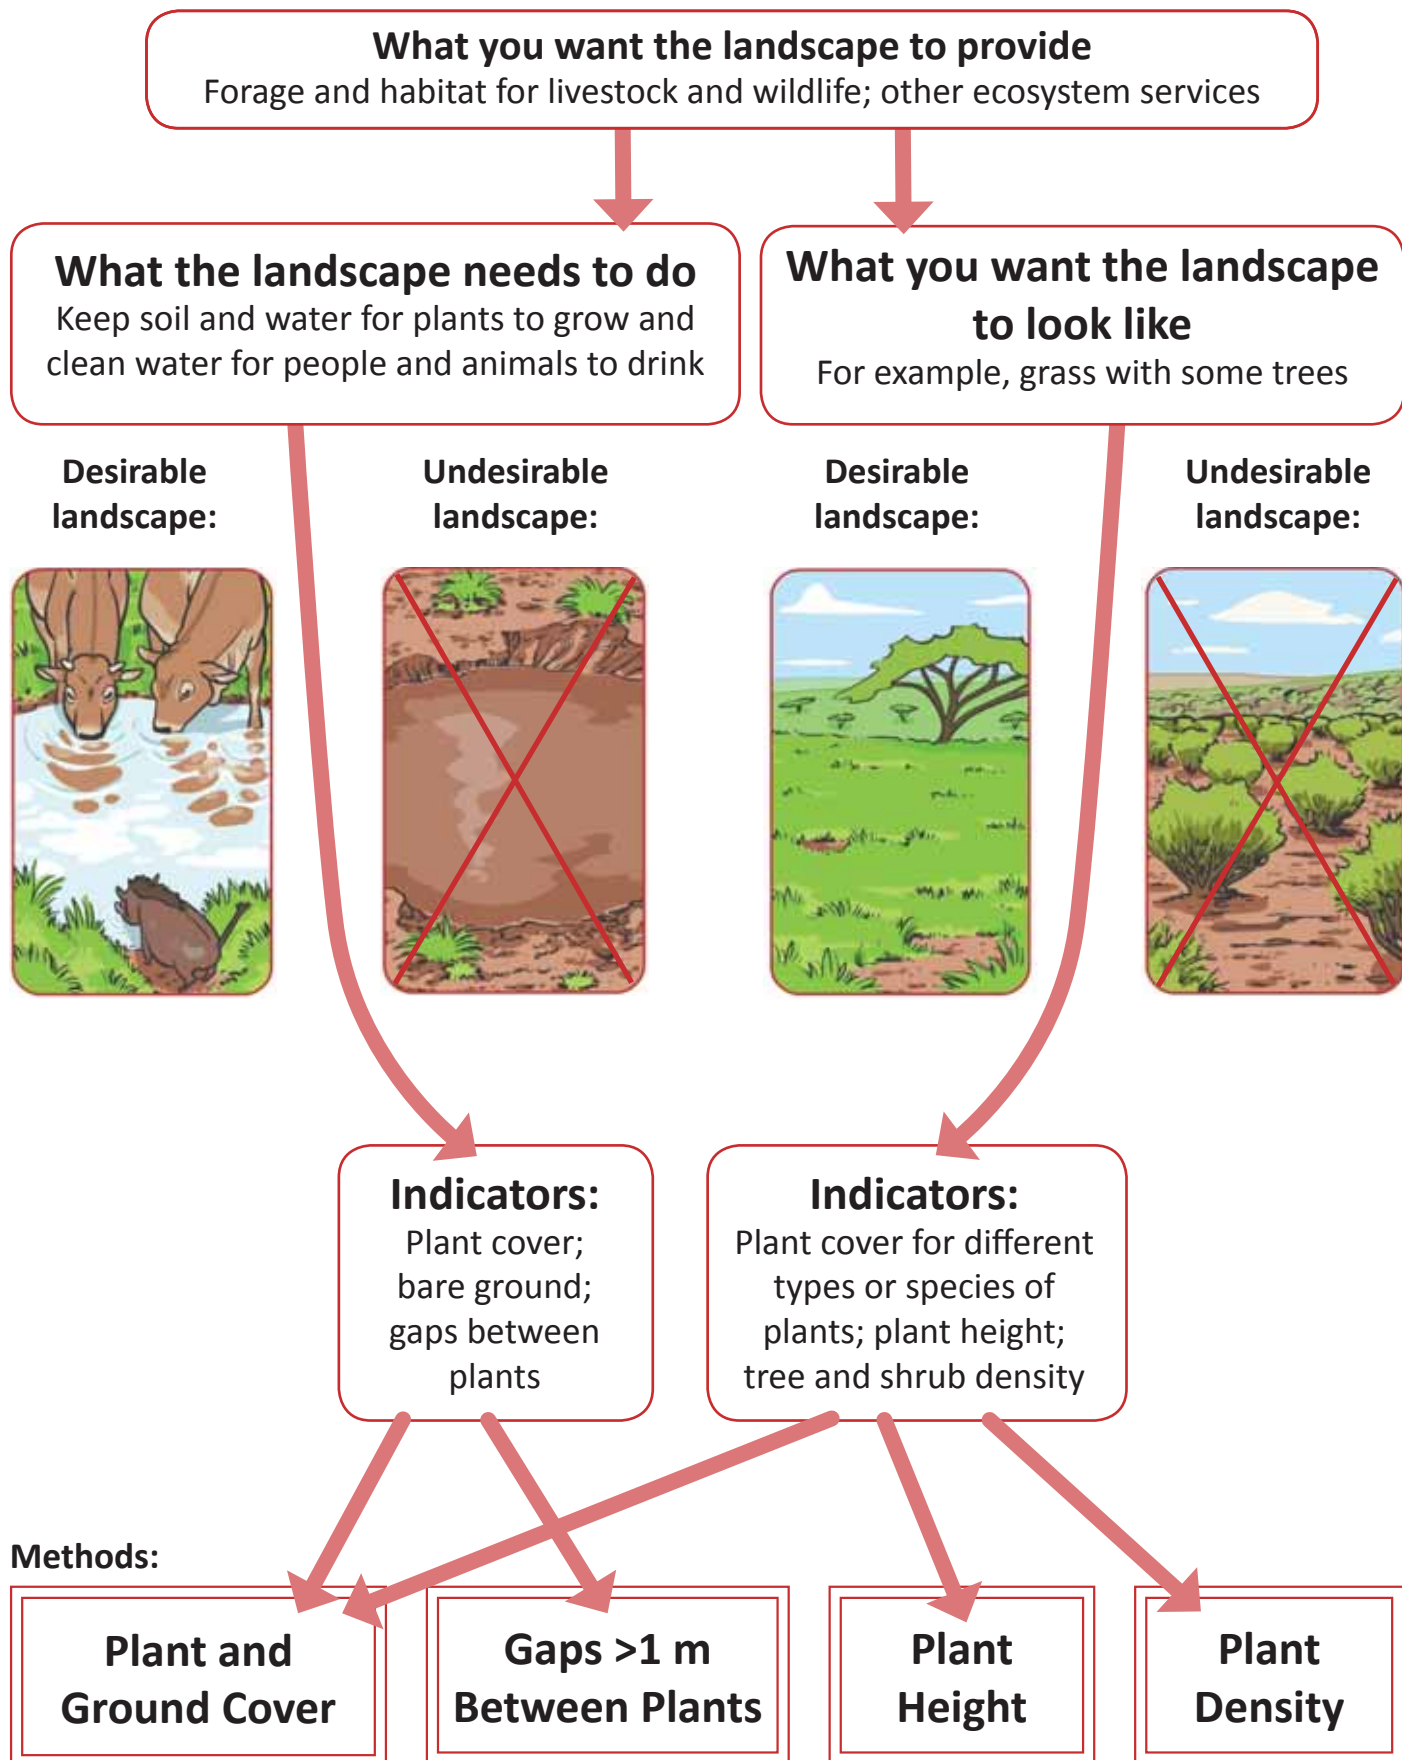 What you want the landscape to provide
Forage and habitat for livestock and wildlife; other ecosystem services
What the landscape needs to do
Keep soil and water for plants to grow and
clean water for people and animals to drink
What you want the landscape
to look like
For example, grass with some trees
Desirable
landscape:
Undesirable
landscape:
Desirable
landscape:
Undesirable
landscape:
Indicators:
Plant cover;
bare ground;
gaps between
plants
Indicators:
Plant cover for different
types or species of
plants; plant height;
tree and shrub density
Methods:
Plant and
Ground Cover
Gaps >1 m
Between Plants
Plant
Height
Plant
Density